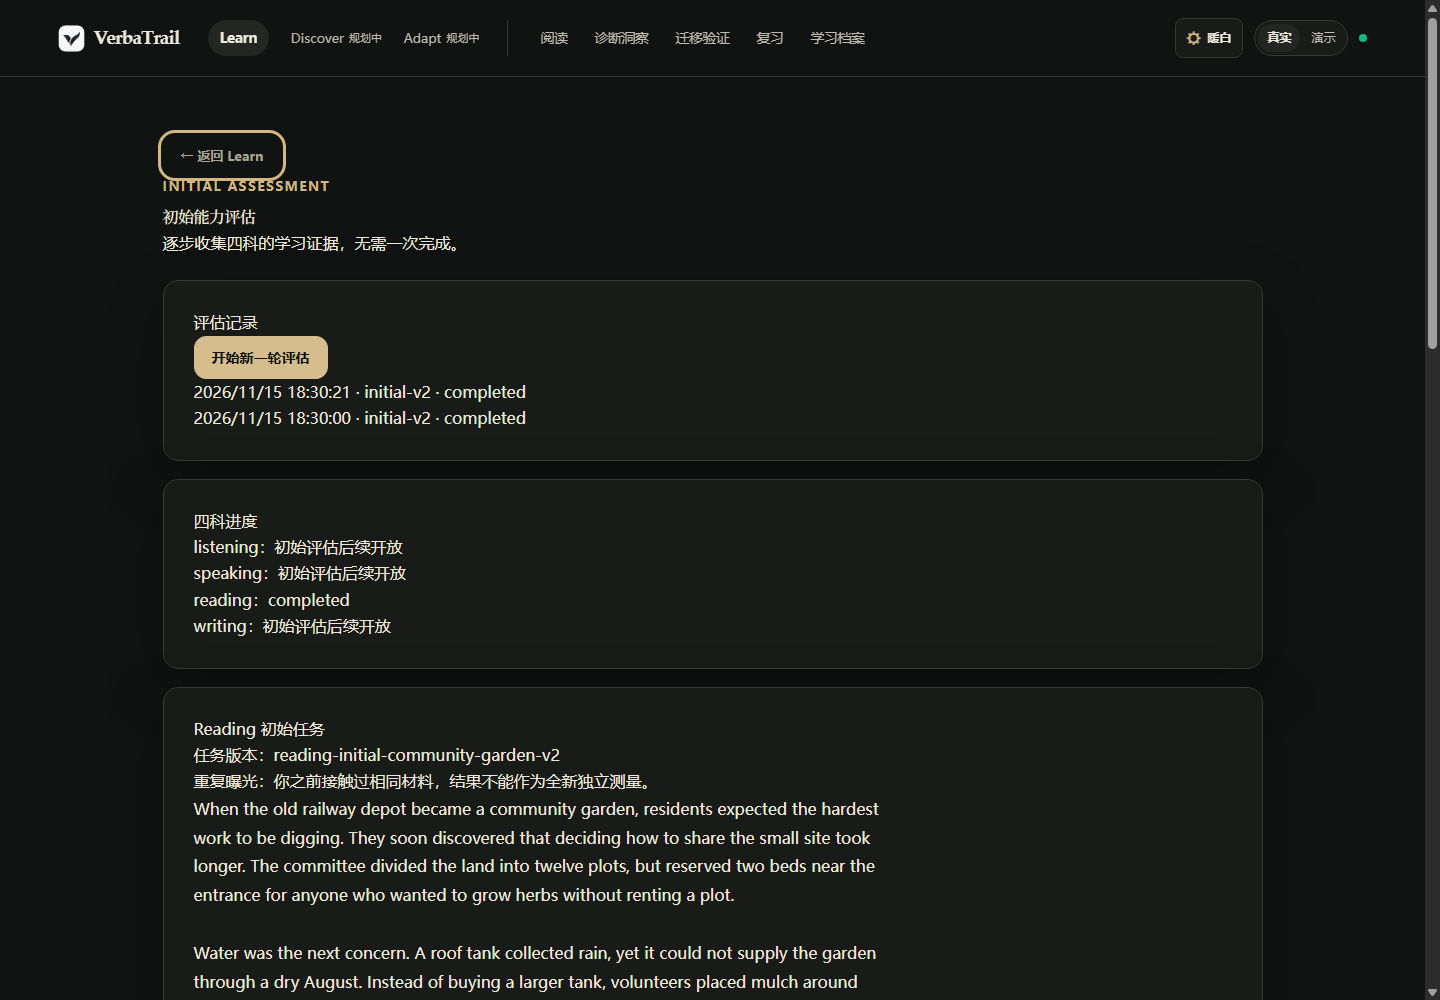 VerbaTrail
Learn
Discover 规划中
Adapt 规划中
阅读
诊断洞察
迁移验证
复习
学习档案
暖白
真实
演示
← 返回 Learn
INITIAL ASSESSMENT
初始能力评估
逐步收集四科的学习证据，无需一次完成。
评估记录
开始新一轮评估
2026/11/15 18:30:21 · initial-v2 · completed
2026/11/15 18:30:00 · initial-v2 · completed
四科进度
listening：初始评估后续开放
speaking：初始评估后续开放
reading：completed
writing：初始评估后续开放
Reading 初始任务
任务版本：reading-initial-community-garden-v2
重复曝光：你之前接触过相同材料，结果不能作为全新独立测量。
When the old railway depot became a community garden, residents expected the hardest
work to be digging. They soon discovered that deciding how to share the small site took
longer. The committee divided the land into twelve plots, but reserved two beds near the
entrance for anyone who wanted to grow herbs without renting a plot.
Water was the next concern. A roof tank collected rain, yet it could not supply the garden
through a dry August. Instead of buying a larger tank, volunteers placed mulch around